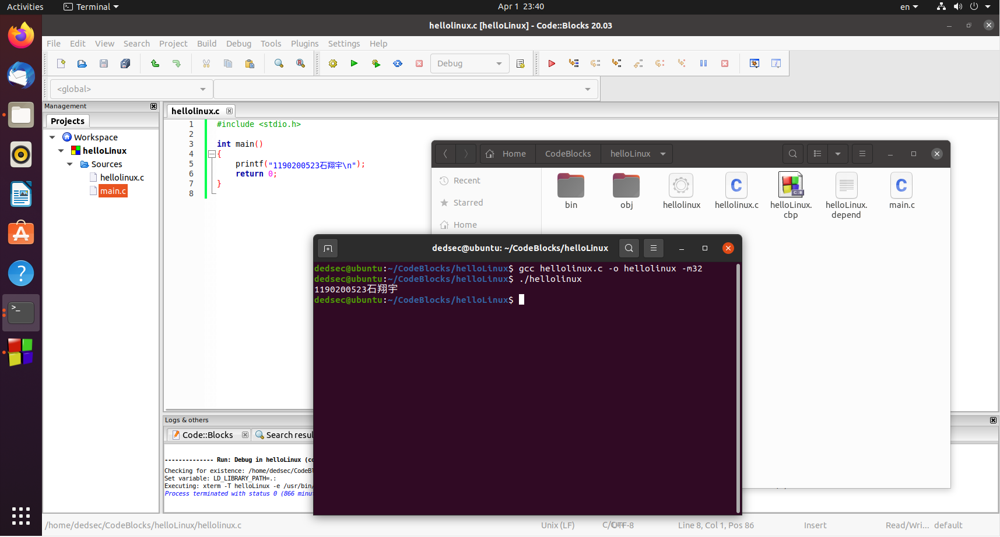 Activities
Terminal
Apr 1 23:40
en
hellolinux.c [helloLinux] - Code::Blocks 20.03
File Edit View Search Project Build Debug Tools Plugins Settings Help
Debug
<global>
Management
Projects
Workspace
helloLinux
Sources
hellolinux.c
main.c
hellolinux.c
1 #include <stdio.h>
2
3 int main()
4 {
5 printf("1190200523石翔宇\n");
6 return 0;
7 }
8
Home CodeBlocks helloLinux
Recent
Starred
Home
bin
obj
hellolinux
hellolinux.c
helloLinux.
cbp
helloLinux.
depend
main.c
dedsec@ubuntu: ~/CodeBlocks/helloLinux
dedsec@ubuntu:~/CodeBlocks/helloLinux$ gcc hellolinux.c -o hellolinux -m32
dedsec@ubuntu:~/CodeBlocks/helloLinux$ ./hellolinux
1190200523石翔宇
dedsec@ubuntu:~/CodeBlocks/helloLinux$
Logs & others
Code::Blocks
Search resul
-------------- Run: Debug in helloLinux (co
Checking for existence: /home/dedsec/CodeBl
Set variable: LD_LIBRARY_PATH=.:
Executing: xterm -T helloLinux -e /usr/bin/
Process terminated with status 0 (866 minut
/home/dedsec/CodeBlocks/helloLinux/hellolinux.c
Unix (LF)
UTF-8
Line 8, Col 1, Pos 86
Insert
Read/Wri...
default